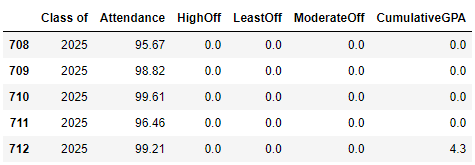 Class of Attendance HighOff LeastOff ModerateOff CumulativeGPA
708 2025 95.67 0.0 0.0 0.0 0.0
709 2025 98.82 0.0 0.0 0.0 0.0
710 2025 99.61 0.0 0.0 0.0 0.0
711 2025 96.46 0.0 0.0 0.0 0.0
712 2025 99.21 0.0 0.0 0.0 4.3